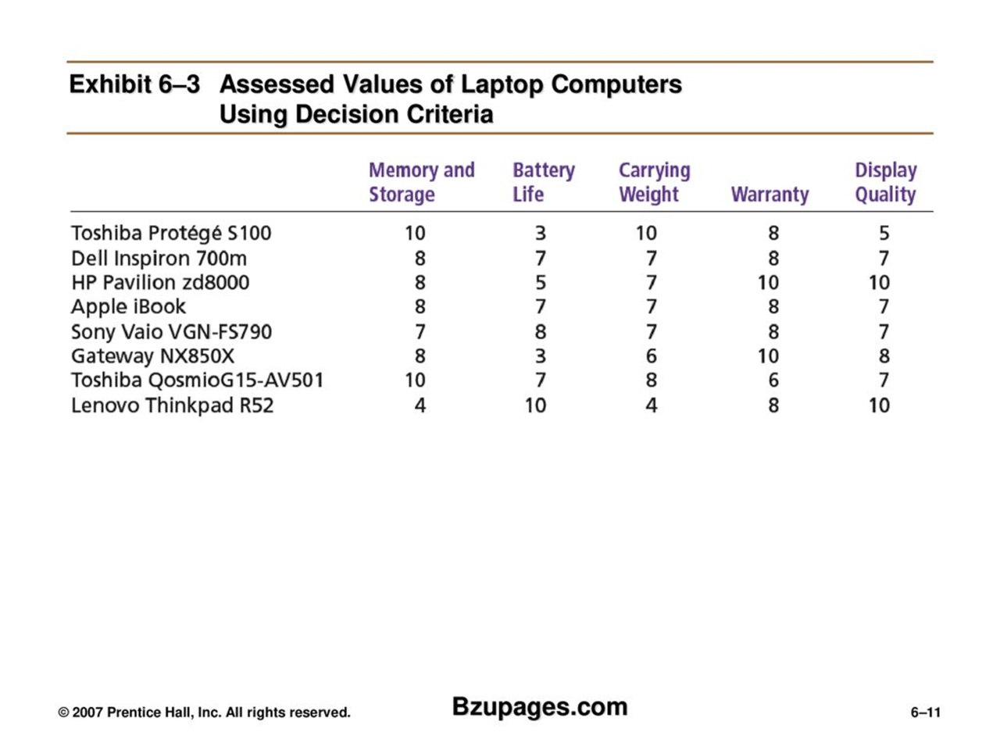 Exhibit 6–3 Assessed Values of Laptop Computers
Using Decision Criteria
Memory and Battery Carrying Display
Storage Life Weight Warranty Quality
Toshiba Protégé S100 10 3 10 8 5
Dell Inspiron 700m 8 7 7 8 7
HP Pavilion zd8000 8 5 7 10 10
Apple iBook 8 7 7 8 7
Sony Vaio VGN-FS790 7 8 7 8 7
Gateway NX850X 8 3 6 10 8
Toshiba QosmioG15-AV501 10 7 8 6 7
Lenovo Thinkpad R52 4 10 4 8 10
© 2007 Prentice Hall, Inc. All rights reserved. Bzupages.com 6–11